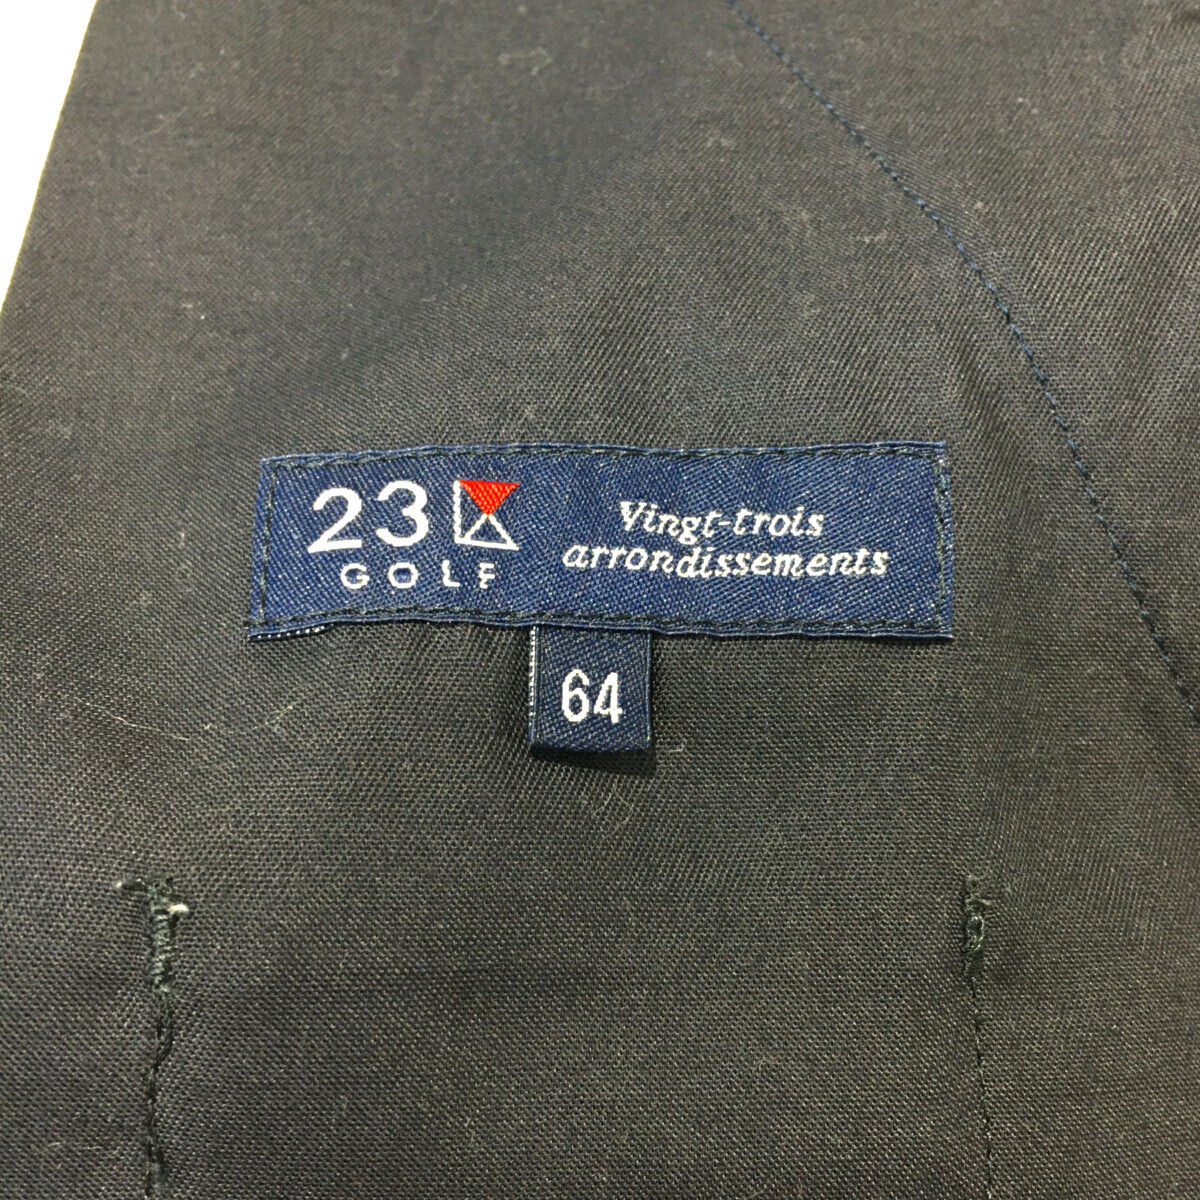 23
GOLF
Vingt-trois
arrondissements
64